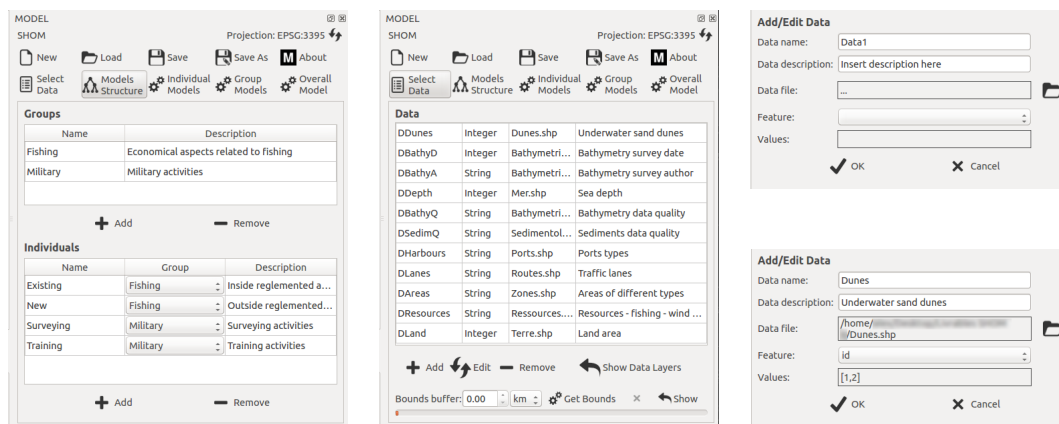 MODEL
SHOM Projection: EPSG:3395
New Load Save Save As M About
Select Data Models Structure Individual Models Group Models Overall Model
Groups
Name Description
Fishing Economical aspects related to fishing
Military Military activities
Add Remove
Individuals
Name Group Description
Existing Fishing Inside reglemented a...
New Fishing Outside reglemented...
Surveying Military Surveying activities
Training Military Training activities
Add Remove
MODEL
SHOM Projection: EPSG:3395
New Load Save Save As M About
Select Data Models Structure Individual Models Group Models Overall Model
Data
DDunes Integer Dunes.shp Underwater sand dunes
DBathyD Integer Bathymetri... Bathymetry survey date
DBathyA String Bathymetri... Bathymetry survey author
DDepth Integer Mer.shp Sea depth
DBathyQ String Bathymetri... Bathymetry data quality
DSedimQ String Sedimentol... Sediments data quality
DHarbours String Ports.shp Ports types
DLanes String Routes.shp Traffic lanes
DAreas String Zones.shp Areas of different types
DResources String Ressources.... Resources - fishing - wind ...
DLand Integer Terre.shp Land area
Add Edit Remove Show Data Layers
Bounds buffer: 0.00 km Get Bounds Show
Add/Edit Data
Data name: Data1
Data description: Insert description here
Data file: ...
Feature:
Values:
OK Cancel
Add/Edit Data
Data name: Dunes
Data description: Underwater sand dunes
Data file: /home/
/Dunes.shp
Feature: id
Values: [1,2]
OK Cancel